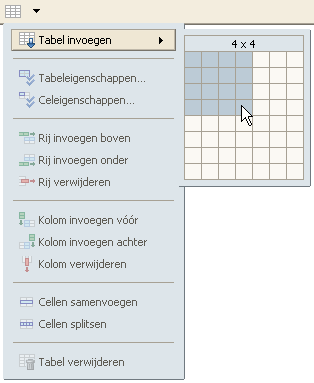 Tabel invoegen
4 x 4
Tabeleigenschappen...
Celeigenschappen...
Rij invoegen boven
Rij invoegen onder
Rij verwijderen
Kolom invoegen vóór
Kolom invoegen achter
Kolom verwijderen
Cellen samenvoegen
Cellen splitsen
Tabel verwijderen